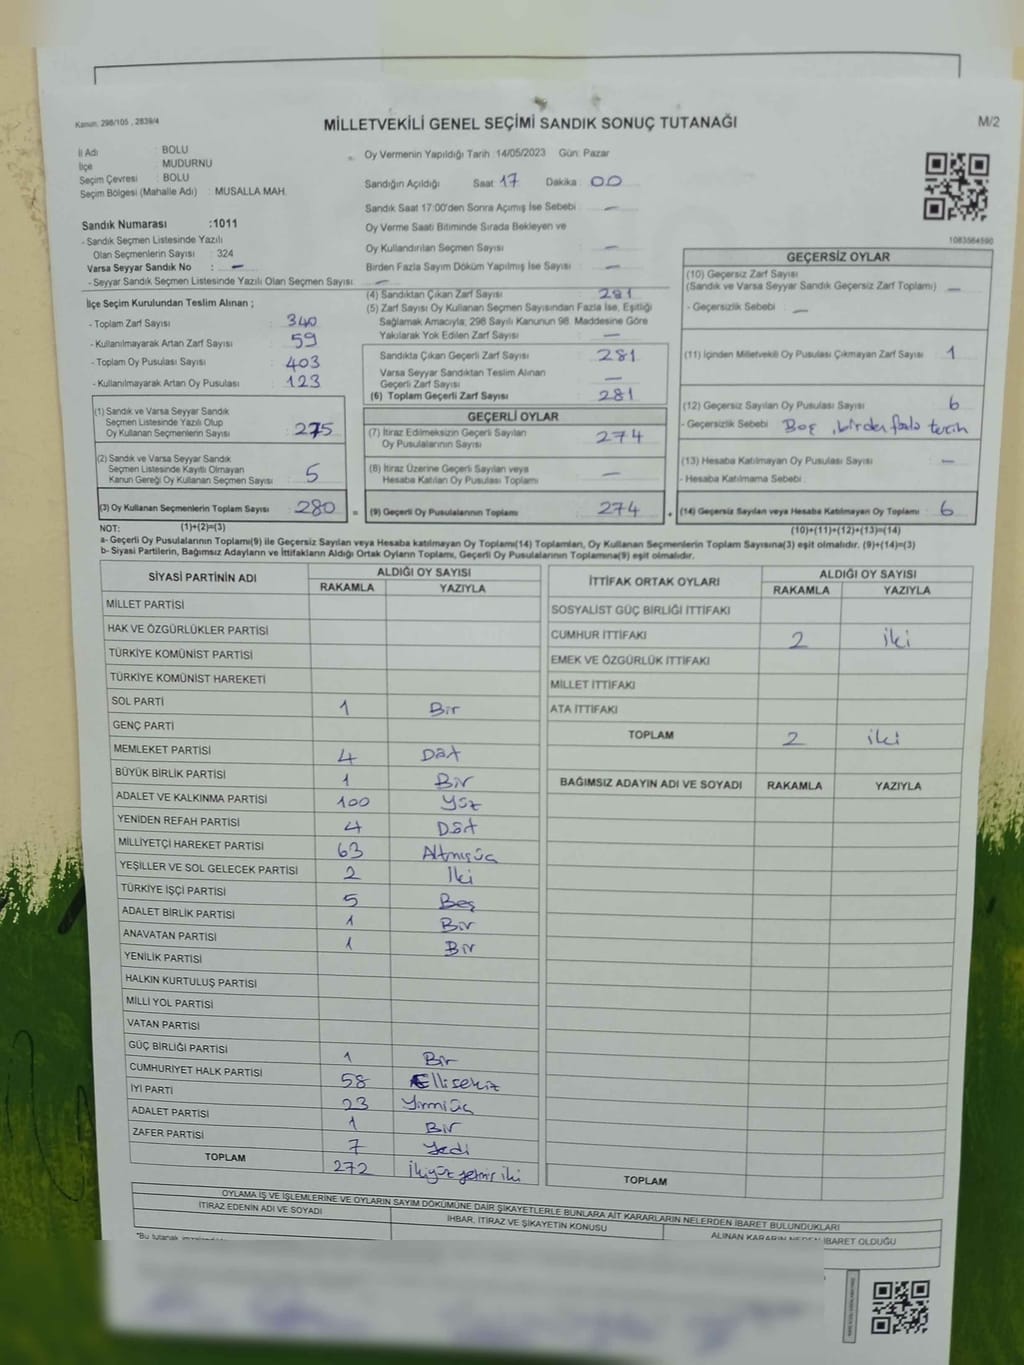 Kanun: 298/105 , 2839/4
MİLLETVEKİLİ GENEL SEÇİMİ SANDIK SONUÇ TUTANAĞI
M/2
İl Adı : BOLU
İlçe : MUDURNU
Seçim Çevresi : BOLU
Seçim Bölgesi (Mahalle Adı) : MUSALLA MAH.
Sandık Numarası :1011
- Sandık Seçmen Listesinde Yazılı
Olan Seçmenlerin Sayısı : 324
Varsa Seyyar Sandık No : -
- Seyyar Sandık Seçmen Listesinde Yazılı Olan Seçmen Sayısı : -
Oy Vermenin Yapıldığı Tarih :14/05/2023 Gün: Pazar
Sandığın Açıldığı Saat : 17 Dakika : 00
Sandık Saat 17:00'den Sonra Açılmış İse Sebebi : -
Oy Verme Saati Bitiminde Sırada Bekleyen ve
Oy Kullandırılan Seçmen Sayısı : -
Birden Fazla Sayım Döküm Yapılmış İse Sayısı : -
1083564590
İlçe Seçim Kurulundan Teslim Alınan ;
- Toplam Zarf Sayısı : 340
- Kullanılmayarak Artan Zarf Sayısı : 59
- Toplam Oy Pusulası Sayısı : 403
- Kullanılmayarak Artan Oy Pusulası : 123
(4) Sandıktan Çıkan Zarf Sayısı : 281
(5) Zarf Sayısı Oy Kullanan Seçmen Sayısından Fazla İse, Eşitliği
Sağlamak Amacıyla; 298 Sayılı Kanunun 98. Maddesine Göre
Yakılarak Yok Edilen Zarf Sayısı : -
Sandıkta Çıkan Geçerli Zarf Sayısı : 281
Varsa Seyyar Sandıktan Teslim Alınan
Geçerli Zarf Sayısı : -
(6) Toplam Geçerli Zarf Sayısı : 281
GEÇERSİZ OYLAR
(10) Geçersiz Zarf Sayısı
(Sandık ve Varsa Seyyar Sandık Geçersiz Zarf Toplamı) : -
- Geçersizlik Sebebi : -
(11) İçinden Milletvekili Oy Pusulası Çıkmayan Zarf Sayısı : 1
(12) Geçersiz Sayılan Oy Pusulası Sayısı : 6
- Geçersizlik Sebebi : Boş, birden fazla tercih
(13) Hesaba Katılmayan Oy Pusulası Sayısı : -
- Hesaba Katılmama Sebebi :
(14) Geçersiz Sayılan veya Hesaba Katılmayan Oy Toplamı : 6
(10)+(11)+(12)+(13)=(14)
(1) Sandık ve Varsa Seyyar Sandık
Seçmen Listesinde Yazılı Olup
Oy Kullanan Seçmenlerin Sayısı : 275
(2) Sandık ve Varsa Seyyar Sandık
Seçmen Listesinde Kayıtlı Olmayan
Kanun Gereği Oy Kullanan Seçmen Sayısı : 5
(3) Oy Kullanan Seçmenlerin Toplam Sayısı : 280
(1)+(2)=(3)
GEÇERLİ OYLAR
(7) İtiraz Edilmeksizin Geçerli Sayılan
Oy Pusulalarının Sayısı : 274
(8) İtiraz Üzerine Geçerli Sayılan veya
Hesaba Katılan Oy Pusulası Toplamı : -
(9) Geçerli Oy Pusulalarının Toplamı : 274
NOT:
a- Geçerli Oy Pusulaları Toplamı(9) ile Geçersiz Sayılan veya Hesaba katılmayan Oy Toplamı(14) Toplamları, Oy Kullanan Seçmenlerin Toplam Sayısına(3) eşit olmalıdır. (9)+(14)=(3)
b- Siyasi Partilerin, Bağımsız Adayların ve İttifakların Aldığı Ortak Oyların Toplamı, Geçerli Oy Pusulalarının Toplamına(9) eşit olmalıdır.
SİYASİ PARTİNİN ADI ALDIĞI OY SAYISI
RAKAMLA YAZIYLA
MİLLET PARTİSİ
HAK VE ÖZGÜRLÜKLER PARTİSİ
TÜRKİYE KOMÜNİST PARTİSİ
TÜRKİYE KOMÜNİST HAREKETİ
SOL PARTİ 1 Bir
GENÇ PARTİ
MEMLEKET PARTİSİ 4 Dört
BÜYÜK BİRLİK PARTİSİ 1 Bir
ADALET VE KALKINMA PARTİSİ 100 Yüz
YENİDEN REFAH PARTİSİ 4 Dört
MİLLİYETÇİ HAREKET PARTİSİ 63 Altmışüç
YEŞİLLER VE SOL GELECEK PARTİSİ 2 İki
TÜRKİYE İŞÇİ PARTİSİ 5 Beş
ADALET BİRLİK PARTİSİ 1 Bir
ANAVATAN PARTİSİ 1 Bir
YENİLİK PARTİSİ
HALKIN KURTULUŞ PARTİSİ
MİLLİ YOL PARTİSİ
VATAN PARTİSİ
GÜÇ BİRLİĞİ PARTİSİ 1 Bir
CUMHURİYET HALK PARTİSİ 58 Ellisekiz
İYİ PARTİ 23 Yirmiüç
ADALET PARTİSİ 1 Bir
ZAFER PARTİSİ 7 Yedi
TOPLAM 272 İkiyüzyetmiş iki
İTTİFAK ORTAK OYLARI ALDIĞI OY SAYISI
RAKAMLA YAZIYLA
SOSYALİST GÜÇ BİRLİĞİ İTTİFAKI
CUMHUR İTTİFAKI 2 iki
EMEK VE ÖZGÜRLÜK İTTİFAKI
MİLLET İTTİFAKI
ATA İTTİFAKI
TOPLAM 2 iki
BAĞIMSIZ ADAYIN ADI VE SOYADI RAKAMLA YAZIYLA
TOPLAM
OYLAMA İŞ VE İŞLEMLERİNE VE OYLARIN SAYIM DÖKÜMÜNE DAİR ŞİKAYETLERLE BUNLARA AİT KARARLARIN NELERDEN İBARET BULUNDUKLARI
İTİRAZ EDENİN ADI VE SOYADI İHBAR, İTİRAZ VE ŞİKAYETİN KONUSU ALINAN KARARIN NEDEN İBARET OLDUĞU
*Bu tutanak